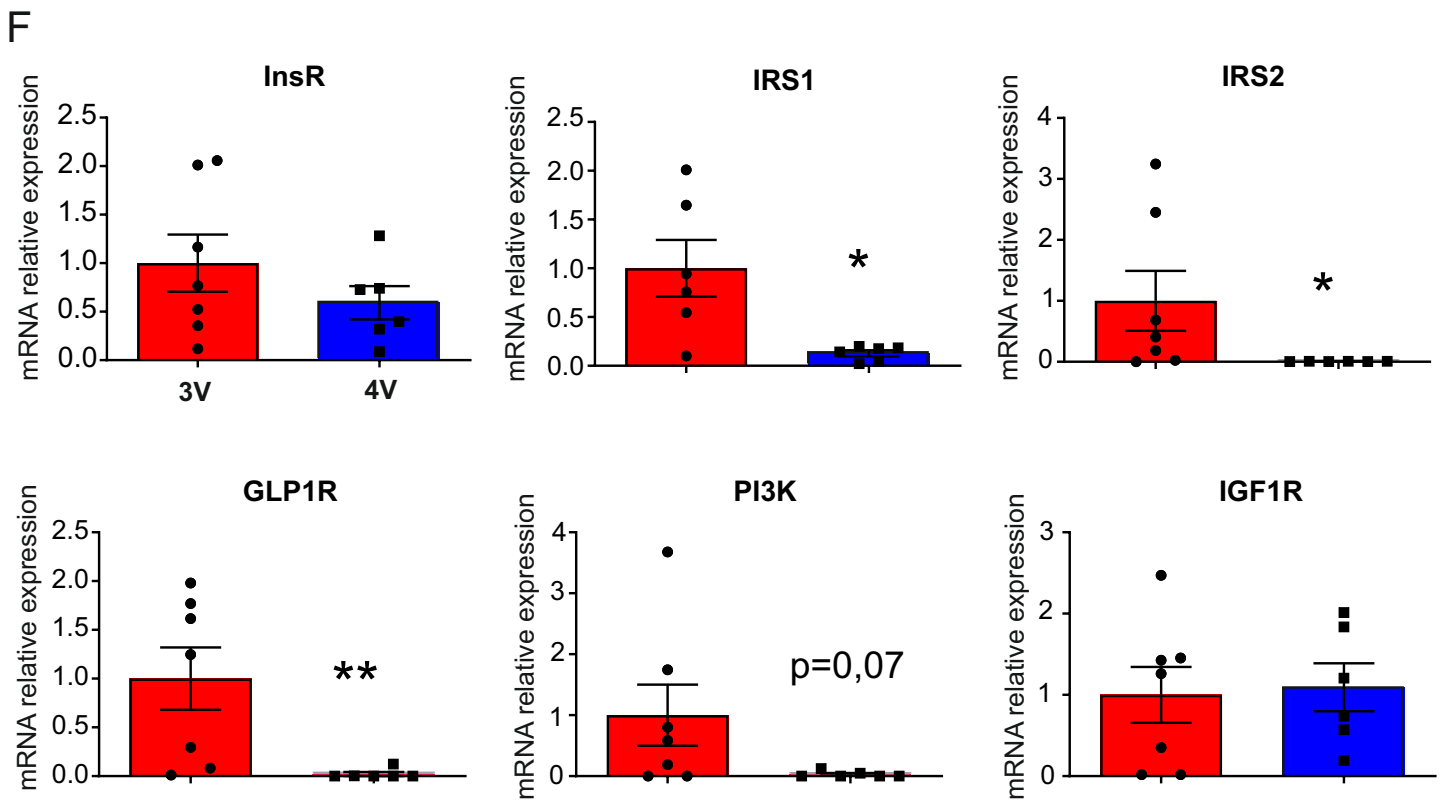 F
InsR
mRNA relative expression
2.5
2.0
1.5
1.0
0.5
0.0
3V
4V
IRS1
mRNA relative expression
2.5
2.0
1.5
1.0
0.5
0.0
*
IRS2
mRNA relative expression
4
3
2
1
0
*
GLP1R
mRNA relative expression
2.5
2.0
1.5
1.0
0.5
0.0
**
PI3K
mRNA relative expression
4
3
2
1
0
p=0,07
IGF1R
mRNA relative expression
3
2
1
0